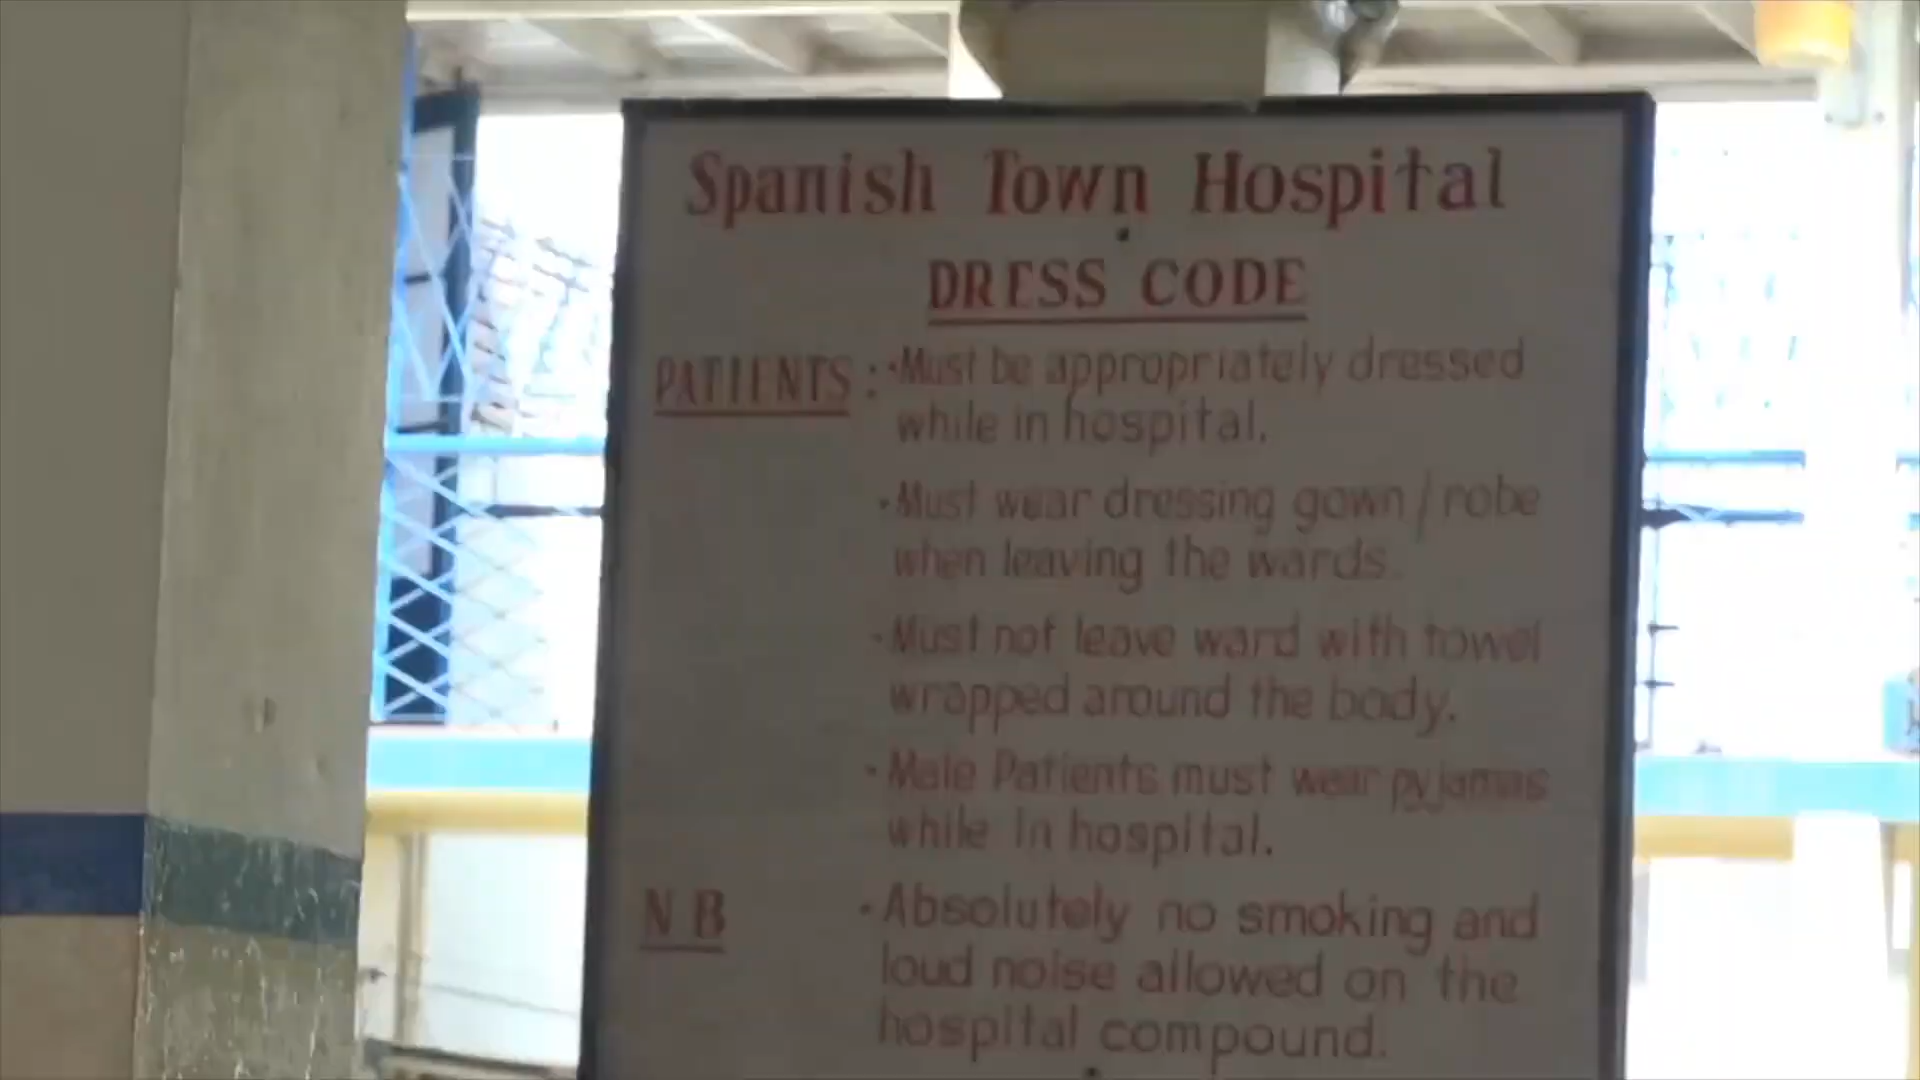 Spanish Town Hospital
DRESS CODE
PATIENTS : • Must be appropriately dressed
while in hospital.
• Must wear dressing gown / robe
when leaving the wards.
• Must not leave ward with towel
wrapped around the body.
• Male Patients must wear pyjamas
while in hospital.
N B • Absolutely no smoking and
loud noise allowed on the
hospital compound.